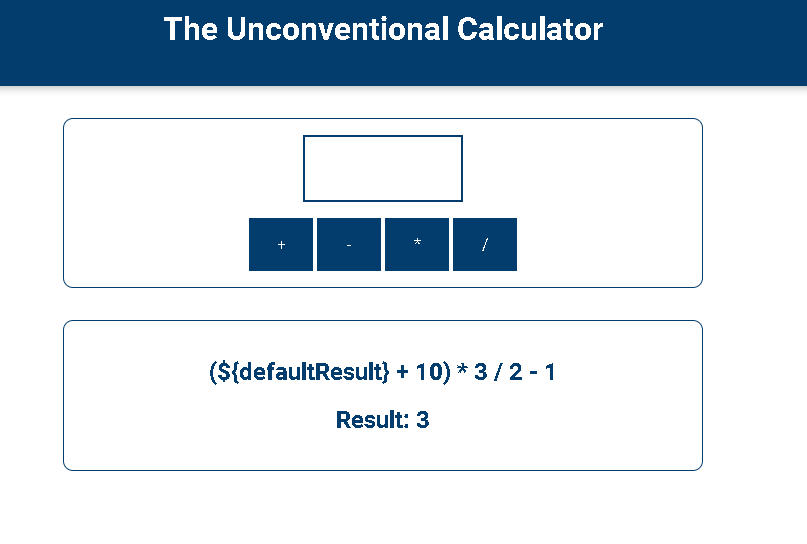 The Unconventional Calculator
+ - * /
(${defaultResult} + 10) * 3 / 2 - 1
Result: 3